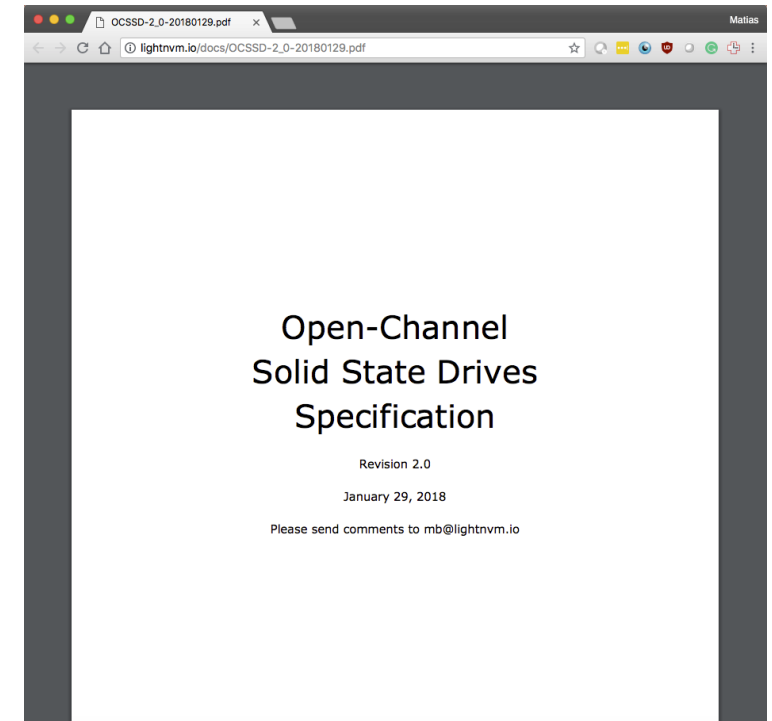 OCSSD-2_0-20180129.pdf
Matias
lightnvm.io/docs/OCSSD-2_0-20180129.pdf
Open-Channel
Solid State Drives
Specification
Revision 2.0
January 29, 2018
Please send comments to mb@lightnvm.io